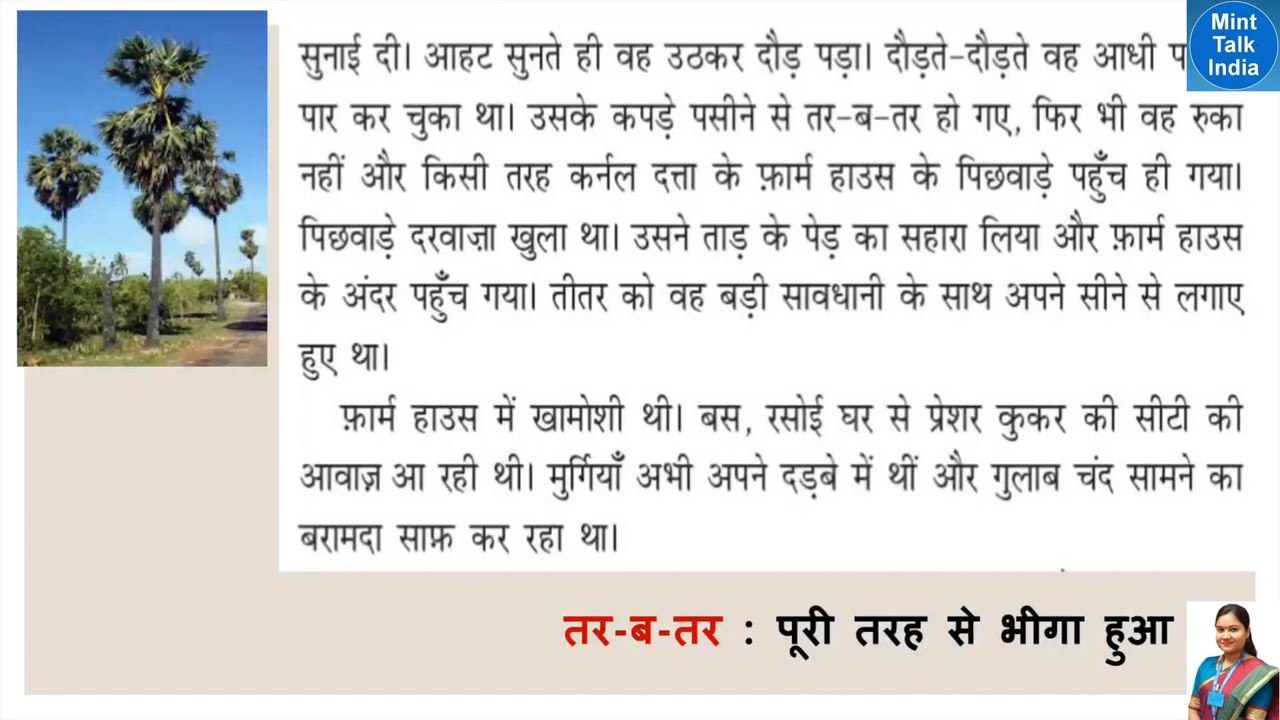 सुनाई दी। आहट सुनते ही वह उठकर दौड़ पड़ा। दौड़ते-दौड़ते वह आधी
पार कर चुका था। उसके कपड़े पसीने से तर-ब-तर हो गए, फिर भी वह रुका
नहीं और किसी तरह कर्नल दत्ता के फ़ार्म हाउस के पिछवाड़े पहुँच ही गया।
पिछवाड़े दरवाज़ा खुला था। उसने ताड़ के पेड़ का सहारा लिया और फ़ार्म हाउस
के अंदर पहुँच गया। तीतर को वह बड़ी सावधानी के साथ अपने सीने से लगाए
हुए था।
फ़ार्म हाउस में खामोशी थी। बस, रसोई घर से प्रेशर कुकर की सीटी की
आवाज़ आ रही थी। मुर्गियाँ अभी अपने दड़बे में थीं और गुलाब चंद सामने का
बरामदा साफ़ कर रहा था।
तर-ब-तर : पूरी तरह से भीगा हुआ
Mint
Talk
India